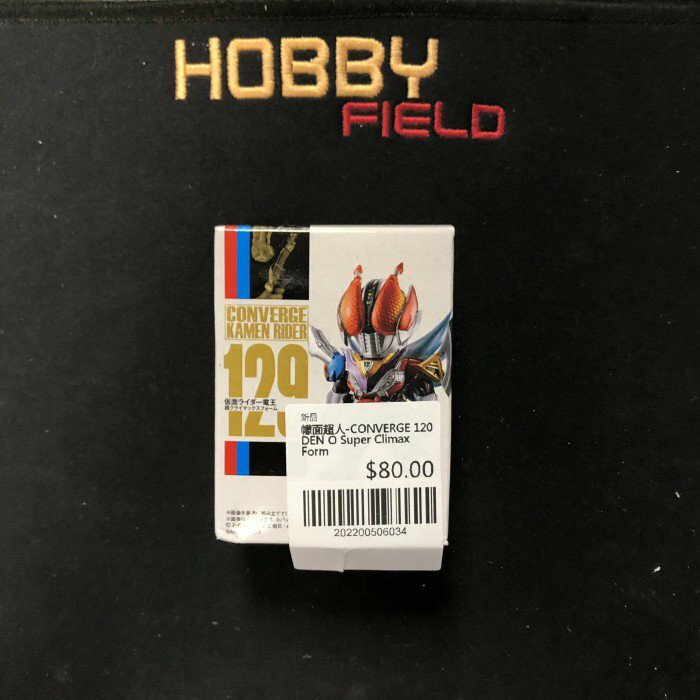 HOBBY
FIELD
CONVERGE
KAMEN RIDER
129
仮面ライダー電王
超クライマックスフォーム
新品
幪面超人-CONVERGE 120
DEN O Super Climax
Form
$80.00
202200506034